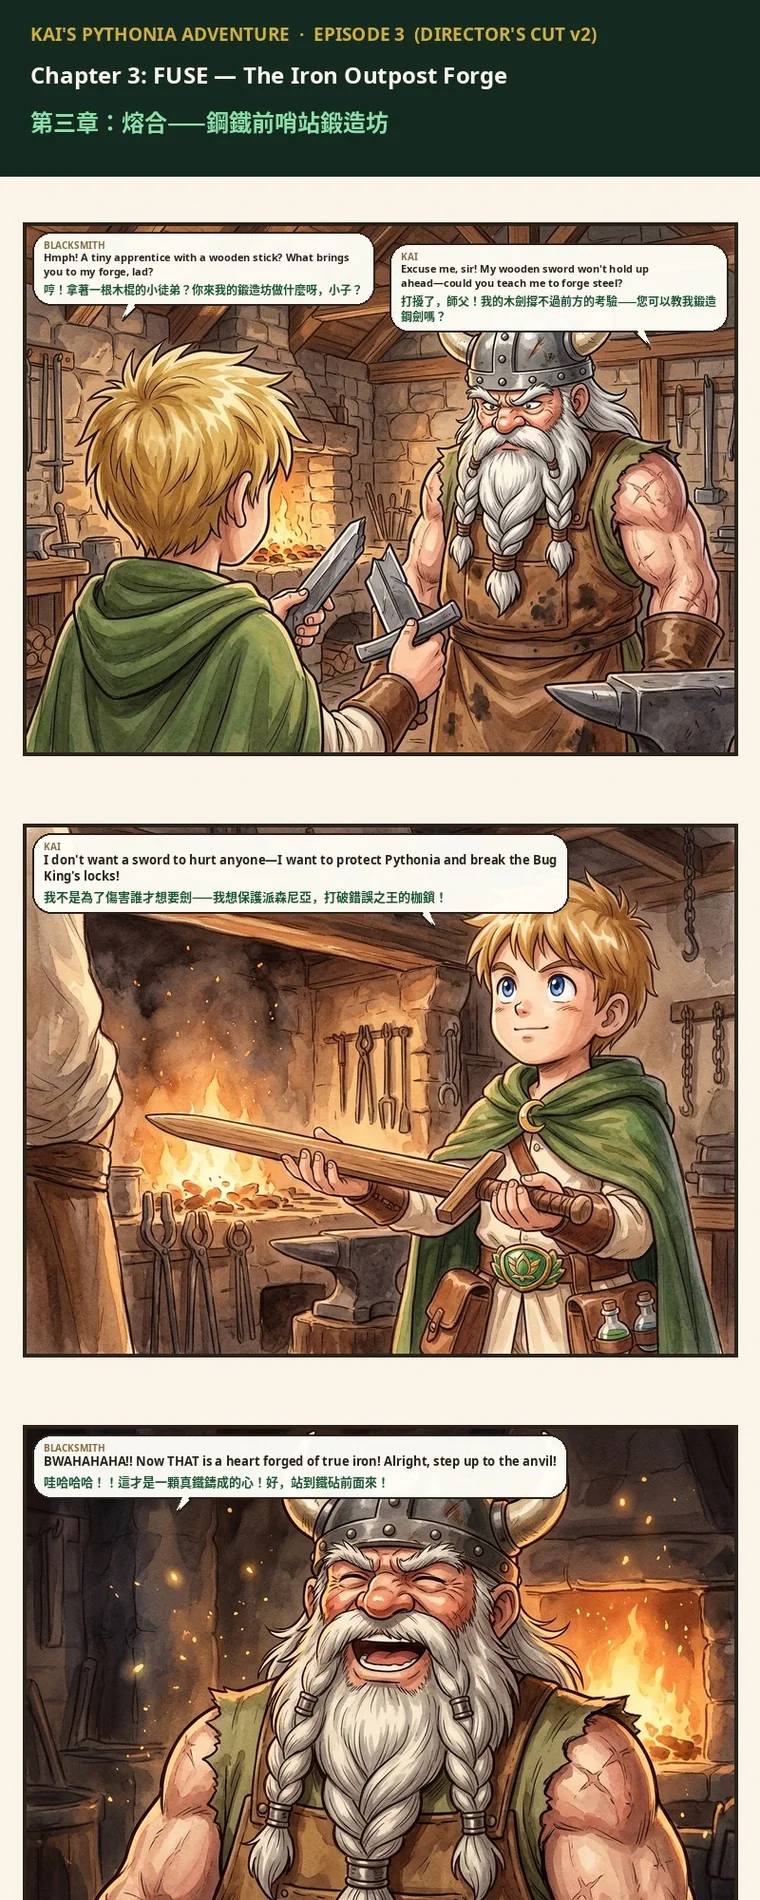 KAI'S PYTHONIA ADVENTURE · EPISODE 3 (DIRECTOR'S CUT v2)
Chapter 3: FUSE — The Iron Outpost Forge
第三章：熔合——鋼鐵前哨站鍛造坊
BLACKSMITH
Hmph! A tiny apprentice with a wooden stick? What brings
you to my forge, lad?
哼！拿著一根木棍的小徒弟？你來我的鍛造坊做什麼呀，小子？
KAI
Excuse me, sir! My wooden sword won't hold up
ahead—could you teach me to forge steel?
打擾了，師父！我的木劍撐不過前方的考驗——您可以教我鍛造
鋼劍嗎？
KAI
I don't want a sword to hurt anyone—I want to protect Pythonia and break the Bug
King's locks!
我不是為了傷害誰才想要劍——我想保護派森尼亞，打破錯誤之王的枷鎖！
BLACKSMITH
BWAHAHAHA!! Now THAT is a heart forged of true iron! Alright, step up to the anvil!
哇哈哈哈！！這才是一顆真鐵鑄成的心！好，站到鐵砧前面來！